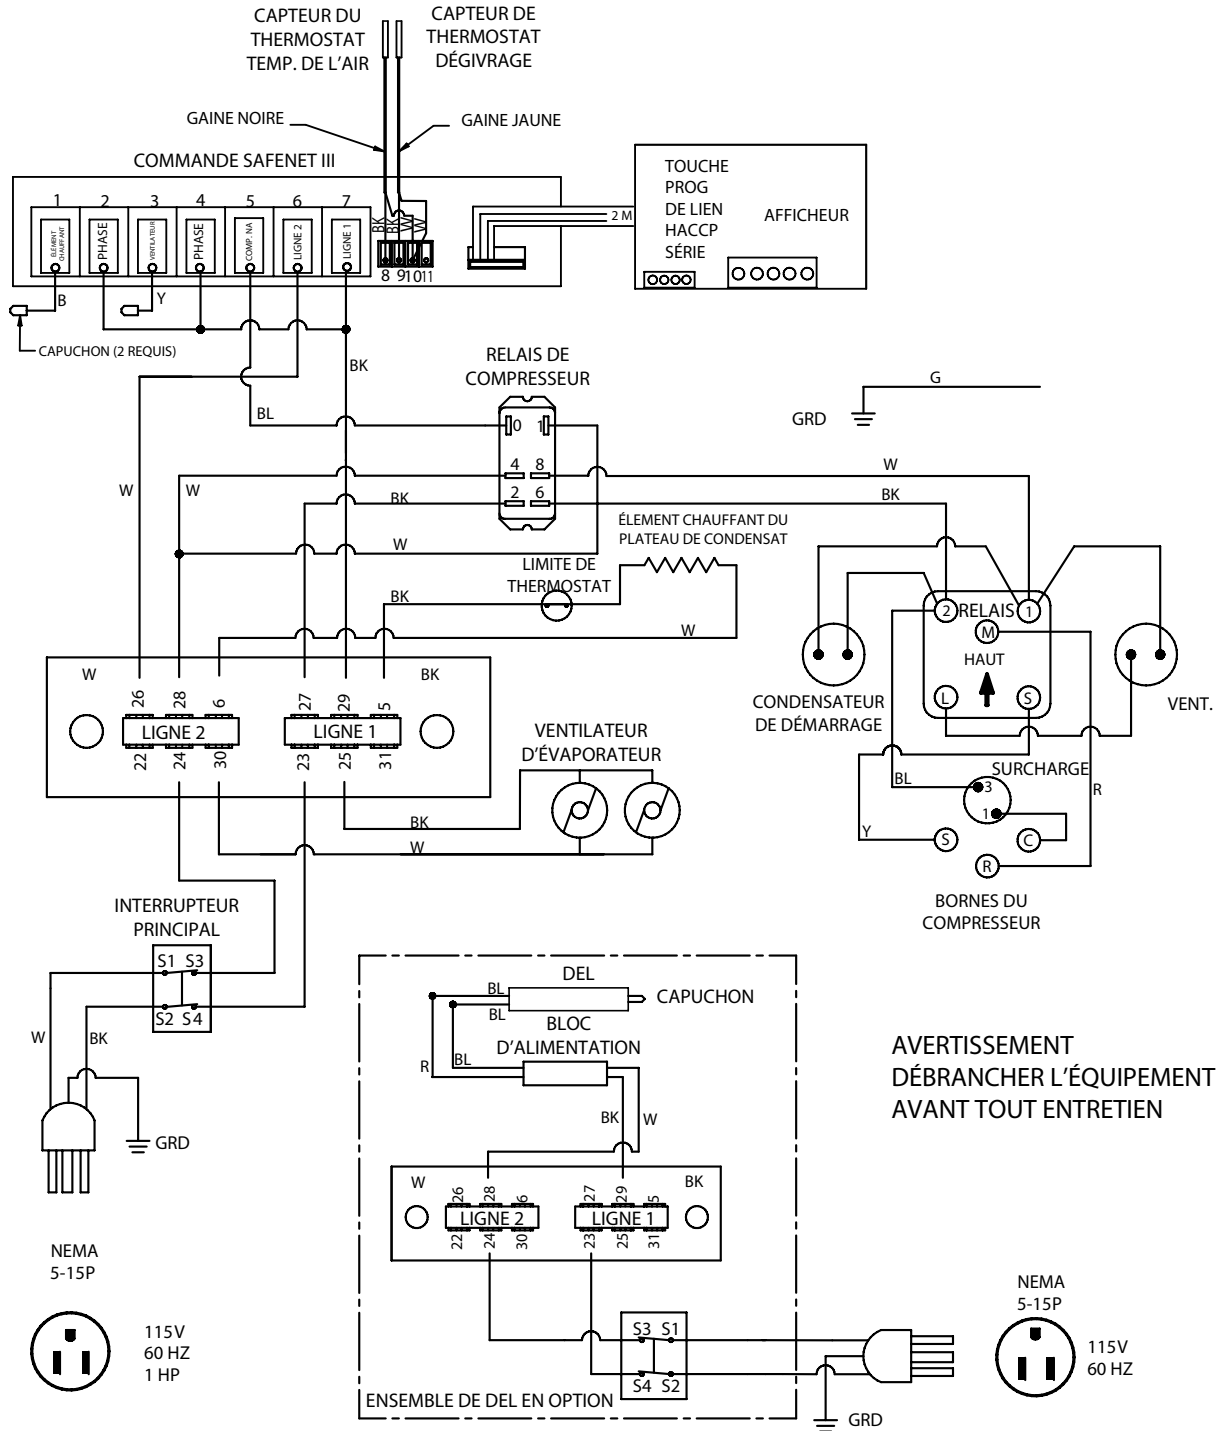 CAPTEUR DU
THERMOSTAT
TEMP. DE L'AIR
CAPTEUR DE
THERMOSTAT
DÉGIVRAGE
GAINE NOIRE
GAINE JAUNE
COMMANDE SAFENET III
1 2 3 4 5 6 7
ÉLEMENT
CHAUFFANT
PHASE
VENTILATEUR
PHASE
COMP. NA
LIGNE 2
LIGNE 1
BK
BK
W
W
8 9 10 11
2 M
TOUCHE
PROG
DE LIEN
HACCP
SÉRIE
AFFICHEUR
B
Y
CAPUCHON (2 REQUIS)
BK
RELAIS DE
COMPRESSEUR
BL
0 1
4 8
2 6
G
GRD
W
W
W
BK
BK
W
ÉLEMENT CHAUFFANT DU
PLATEAU DE CONDENSAT
LIMITE DE
THERMOSTAT
BK
W
2 RELAIS 1
M
HAUT
L S
CONDENSATEUR
DE DÉMARRAGE
VENT.
W
BK
26 28 6
27 29 5
LIGNE 2
LIGNE 1
22 24 30
23 25 31
VENTILATEUR
D'ÉVAPORATEUR
BK
W
SURCHARGE
BL
3
1
R
Y
S
C
R
BORNES DU
COMPRESSEUR
INTERRUPTEUR
PRINCIPAL
S1 S3
S2 S4
W
BK
GRD
DEL
BL
BL
CAPUCHON
BLOC
D'ALIMENTATION
R
BL
BK
W
W
BK
26 28 6
27 29 5
LIGNE 2
LIGNE 1
22 24 30
23 25 31
S3 S1
S4 S2
ENSEMBLE DE DEL EN OPTION
GRD
AVERTISSEMENT
DÉBRANCHER L'ÉQUIPEMENT
AVANT TOUT ENTRETIEN
NEMA
5-15P
115V
60 HZ
1 HP
NEMA
5-15P
115V
60 HZ